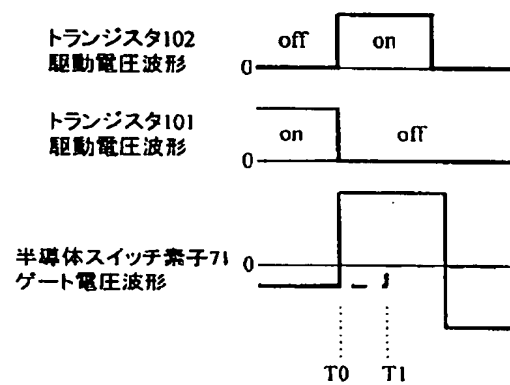 トランジスタ102
駆動電圧波形
off
on
0
トランジスタ101
駆動電圧波形
on
off
0
半導体スイッチ素子71
ゲート電圧波形
0
T0
T1